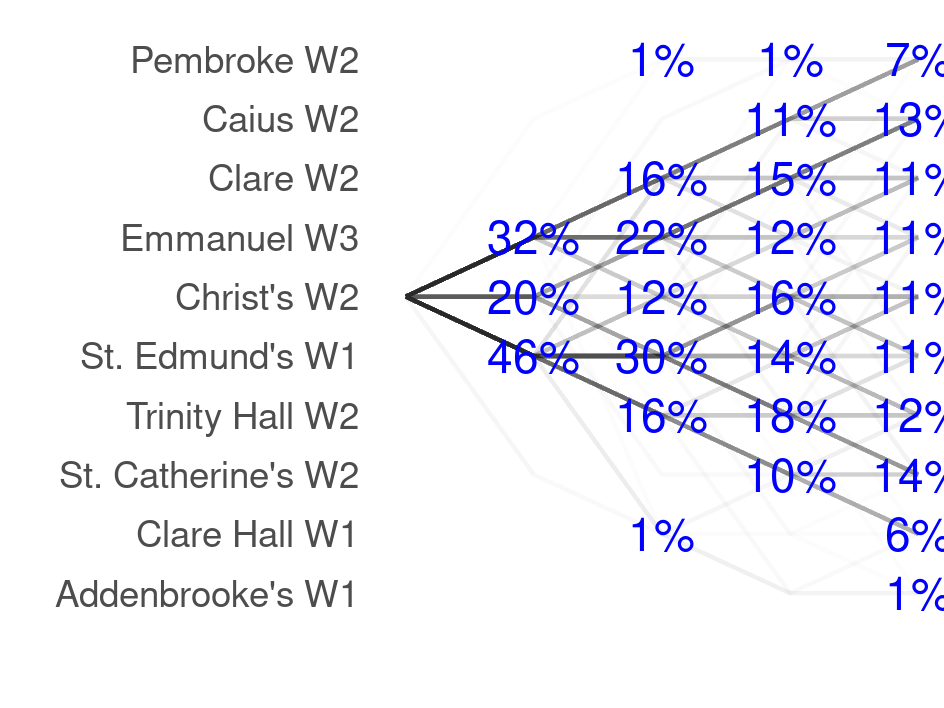 Pembroke W2 1% 1% 7%
Caius W2 11% 13%
Clare W2 16% 15% 11%
Emmanuel W3 32% 22% 12% 11%
Christ's W2 20% 12% 16% 11%
St. Edmund's W1 46% 30% 14% 11%
Trinity Hall W2 16% 18% 12%
St. Catherine's W2 10% 14%
Clare Hall W1 1% 6%
Addenbrooke's W1 1%